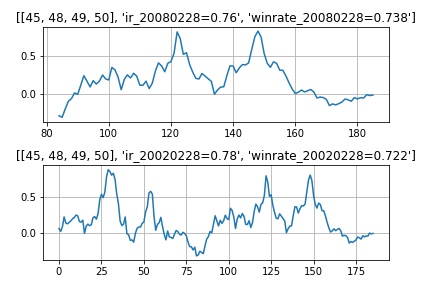 [[45, 48, 49, 50], 'ir_20080228=0.76', 'winrate_20080228=0.738']
0.5
0.0
80 100 120 140 160 180
[[45, 48, 49, 50], 'ir_20020228=0.78', 'winrate_20020228=0.722']
0.5
0.0
0 25 50 75 100 125 150 175